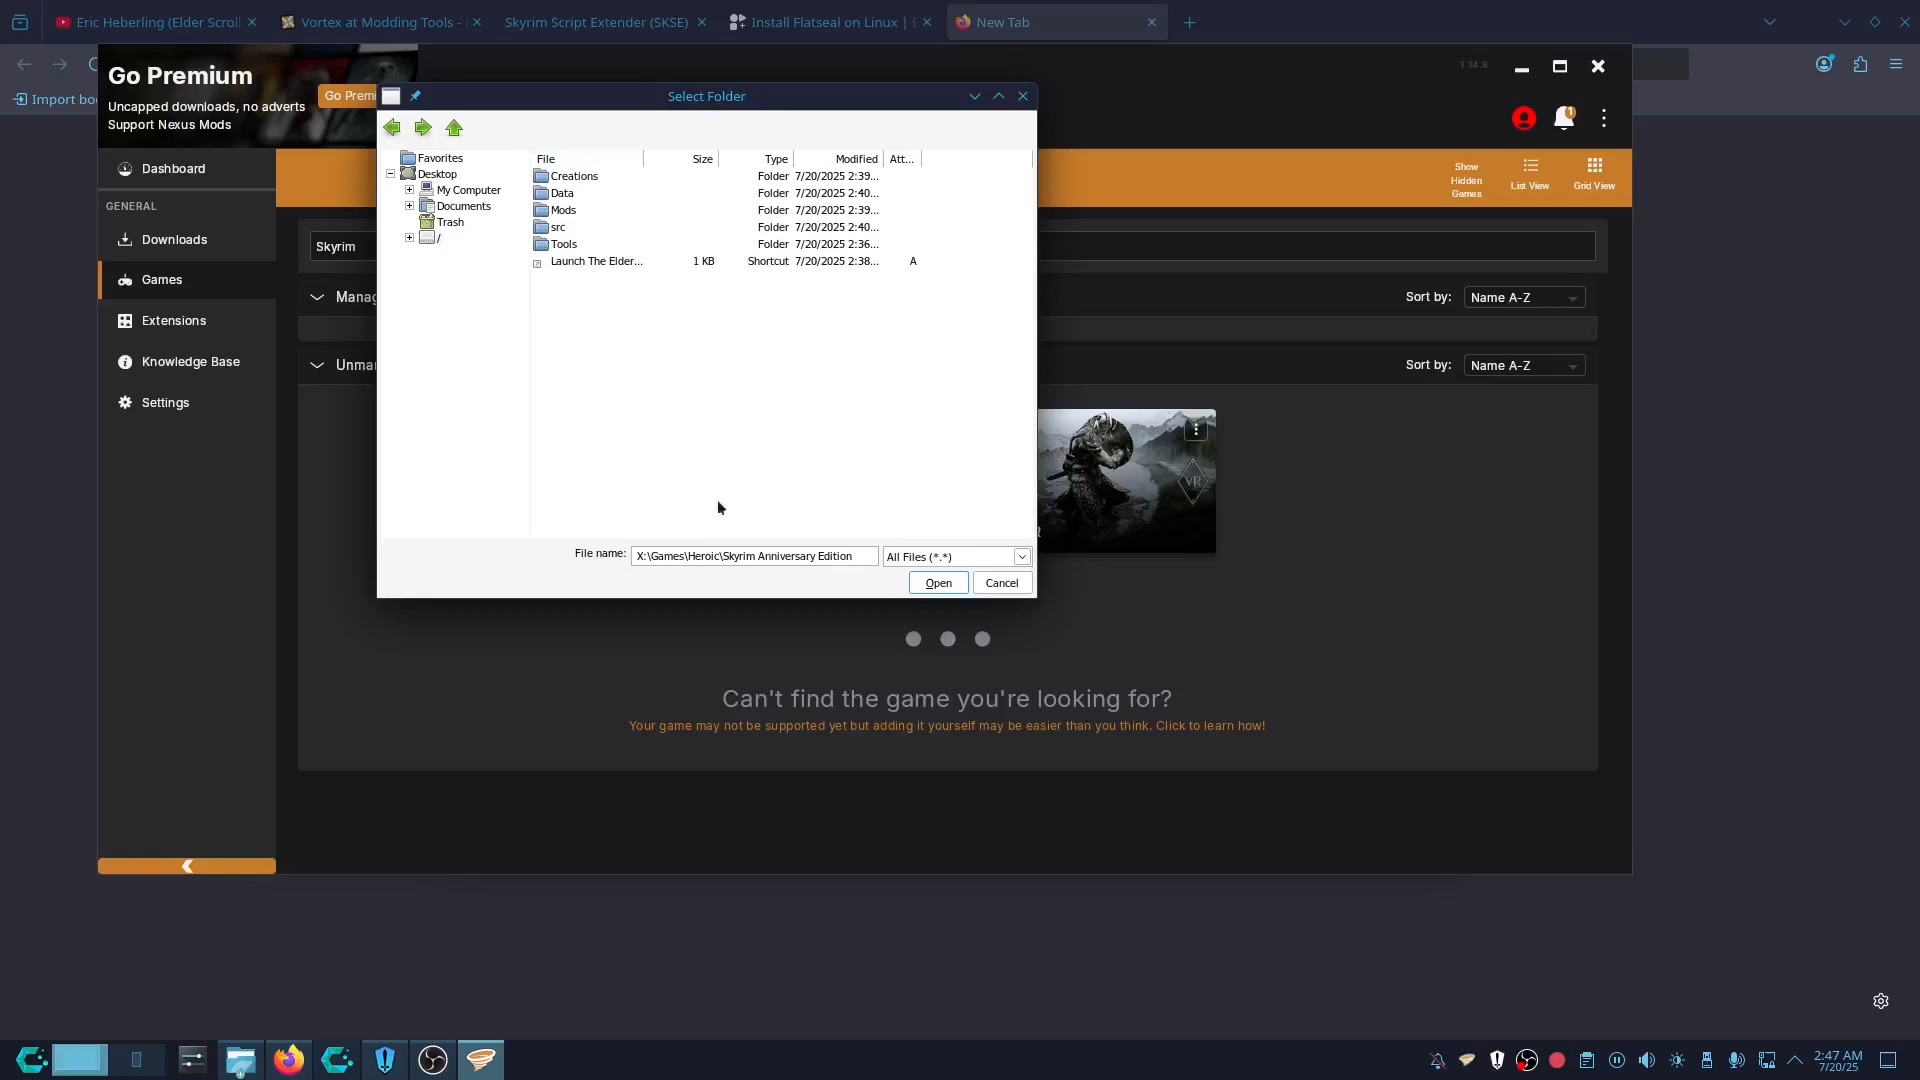 Eric Heberling (Elder Scroll
Vortex at Modding Tools -
Skyrim Script Extender (SKSE)
Install Flatseal on Linux |
New Tab
Import boo
Go Premium
Uncapped downloads, no adverts
Support Nexus Mods
Go Premi
1.14.8
Select Folder
Dashboard
GENERAL
Downloads
Games
Extensions
Knowledge Base
Settings
Favorites
Desktop
My Computer
Documents
Trash
/
File Size Type Modified Att...
Creations Folder 7/20/2025 2:39...
Data Folder 7/20/2025 2:40...
Mods Folder 7/20/2025 2:39...
src Folder 7/20/2025 2:40...
Tools Folder 7/20/2025 2:36...
Launch The Elder... 1 KB Shortcut 7/20/2025 2:38... A
File name: X:\Games\Heroic\Skyrim Anniversary Edition All Files (*.*)
Open Cancel
Show
Hidden
Games
List View
Grid View
Skyrim
Manag
Sort by: Name A-Z
Unma
Sort by: Name A-Z
VR
Can't find the game you're looking for?
Your game may not be supported yet but adding it yourself may be easier than you think. Click to learn how!
2:47 AM
7/20/25